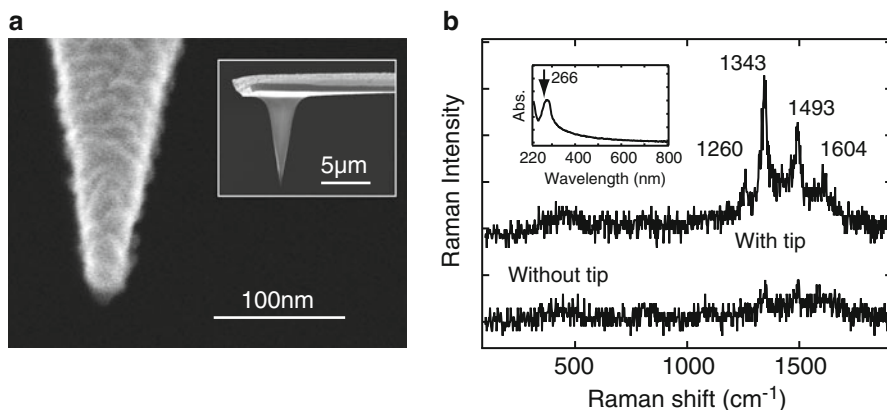 a
5µm
100nm
b
Raman Intensity
Abs.
266
220 400 600 800
Wavelength (nm)
1343
1493
1260
1604
With tip
Without tip
500 1000 1500
Raman shift (cm⁻¹)